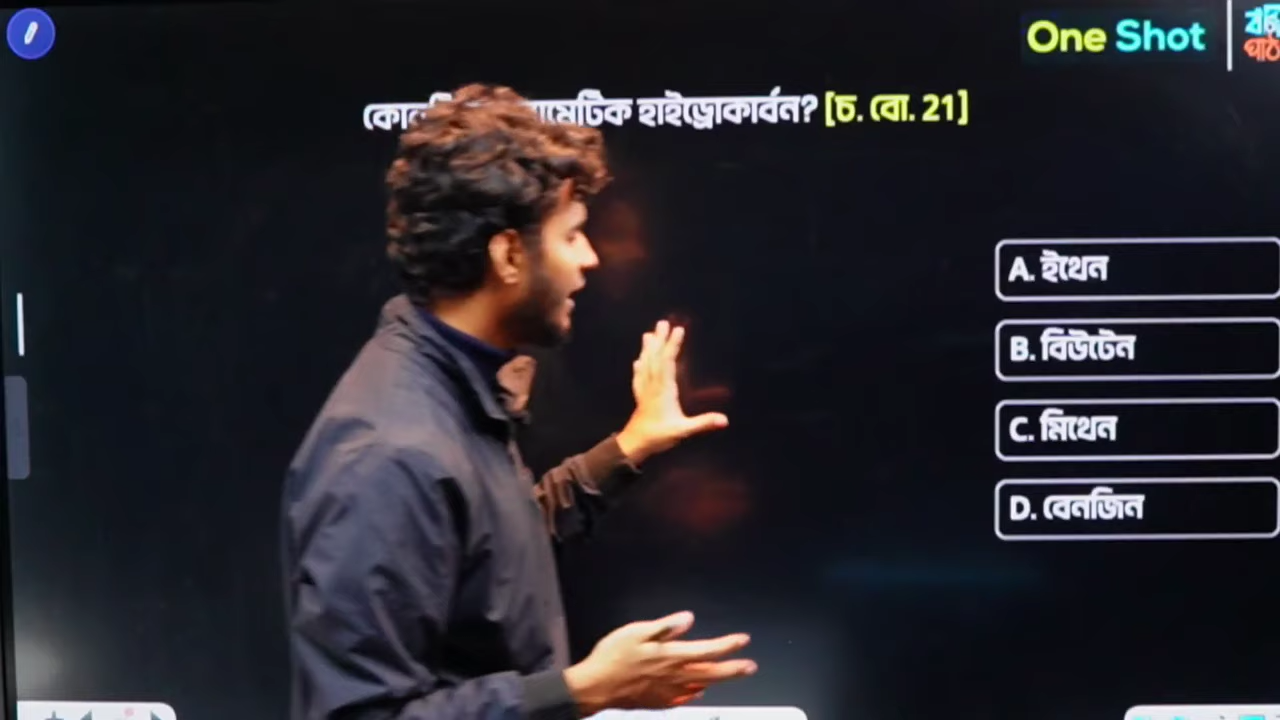 One Shot
হাইড্রোকার্বন? [চ. বো. 21]
A. ইথেন
B. বিউটেন
C. মিথেন
D. বেনজিন